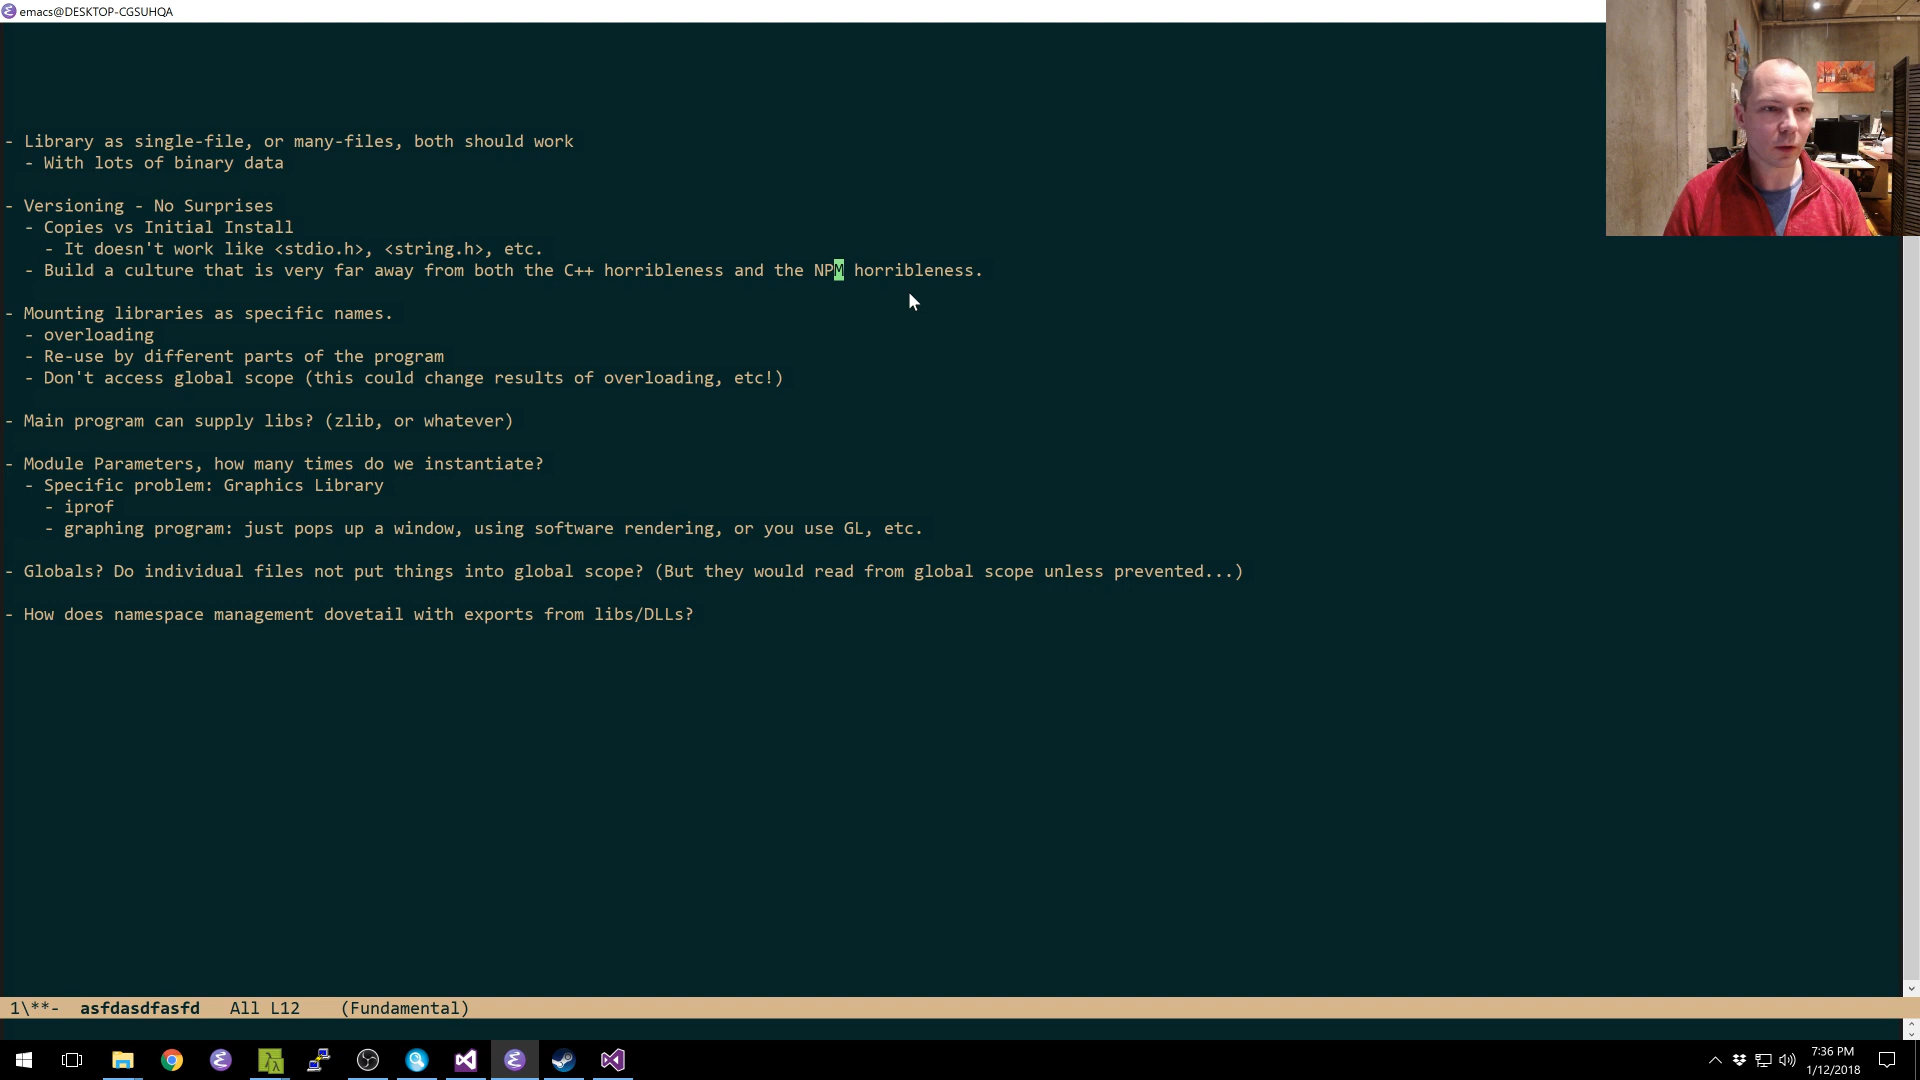 emacs@DESKTOP-CGSUHQA
- Library as single-file, or many-files, both should work
- With lots of binary data
- Versioning - No Surprises
- Copies vs Initial Install
- It doesn't work like <stdio.h>, <string.h>, etc.
- Build a culture that is very far away from both the C++ horribleness and the NPM horribleness.
- Mounting libraries as specific names.
- overloading
- Re-use by different parts of the program
- Don't access global scope (this could change results of overloading, etc!)
- Main program can supply libs? (zlib, or whatever)
- Module Parameters, how many times do we instantiate?
- Specific problem: Graphics Library
- iprof
- graphing program: just pops up a window, using software rendering, or you use GL, etc.
- Globals? Do individual files not put things into global scope? (But they would read from global scope unless prevented...)
- How does namespace management dovetail with exports from libs/DLLs?
1\**-  asfdasdfasfd   All L12    (Fundamental)
7:36 PM
1/12/2018